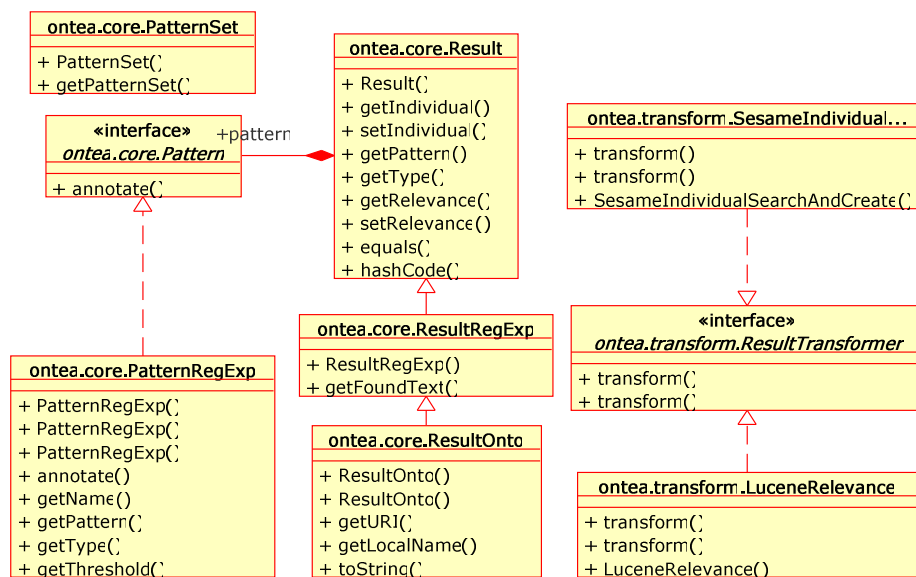 ontea.core.PatternSet
+ PatternSet()
+ getPatternSet()
«interface»
ontea.core.Pattern
+ annotate()
+pattern
ontea.core.Result
+ Result()
+ getIndividual()
+ setIndividual()
+ getPattern()
+ getType()
+ getRelevance()
+ setRelevance()
+ equals()
+ hashCode()
ontea.transform.SesameIndividual...
+ transform()
+ transform()
+ SesameIndividualSearchAndCreate()
ontea.core.ResultRegExp
+ ResultRegExp()
+ getFoundText()
«interface»
ontea.transform.ResultTransformer
+ transform()
+ transform()
ontea.core.PatternRegExp
+ PatternRegExp()
+ PatternRegExp()
+ PatternRegExp()
+ annotate()
+ getName()
+ getPattern()
+ getType()
+ getThreshold()
ontea.core.ResultOnto
+ ResultOnto()
+ ResultOnto()
+ getURI()
+ getLocalName()
+ toString()
ontea.transform.LuceneRelevance
+ transform()
+ transform()
+ LuceneRelevance()